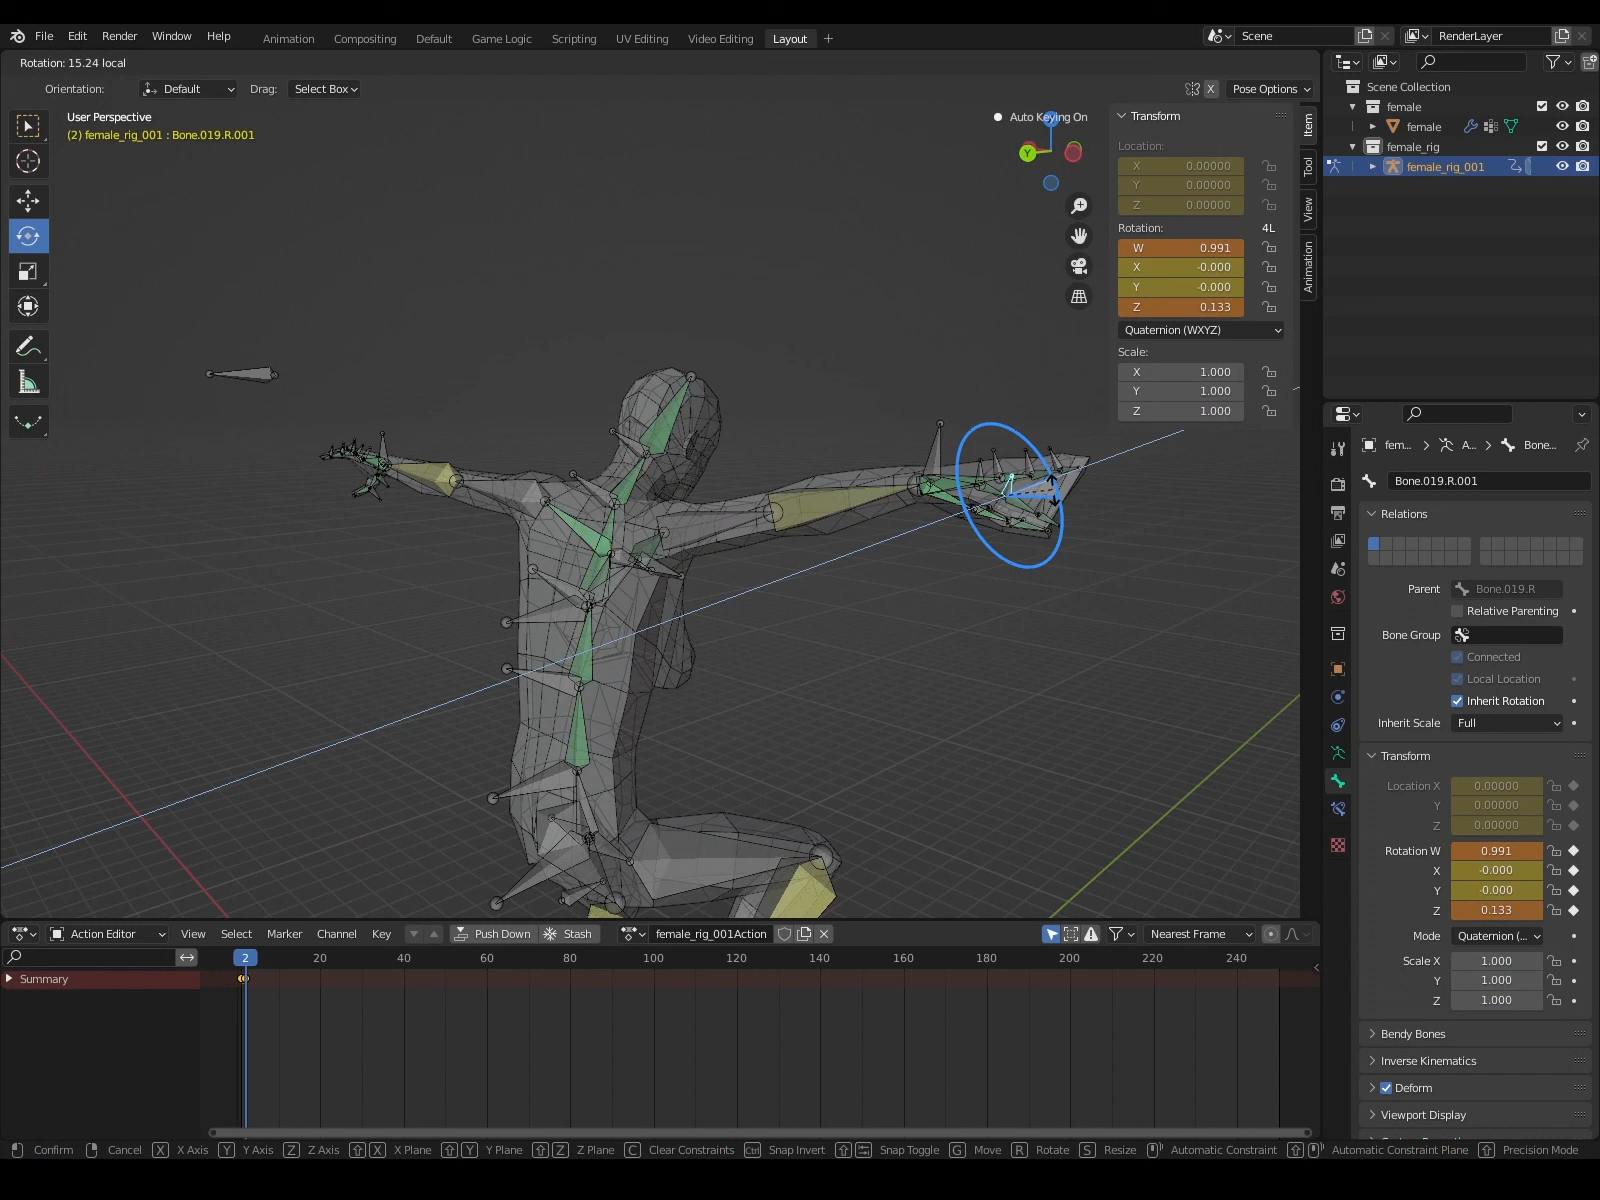 File Edit Render Window Help Animation Compositing Default Game Logic Scripting UV Editing Video Editing Layout + Scene RenderLayer
Rotation: 15.24 local
Orientation: Default Drag: Select Box X Pose Options
User Perspective
(2) female_rig_001 : Bone.019.R.001
Auto Keying On
Y
Transform
Location:
X 0.00000
Y 0.00000
Z 0.00000
Rotation: 4L
W 0.991
X -0.000
Y -0.000
Z 0.133
Quaternion (WXYZ)
Scale:
X 1.000
Y 1.000
Z 1.000
Item
Tool
View
Animation
Scene Collection
female
female
female_rig
female_rig_001
fem... A... Bone...
Bone.019.R.001
Relations
Parent Bone.019.R
Relative Parenting
Bone Group
Connected
Local Location
Inherit Rotation
Inherit Scale Full
Transform
Location X 0.00000
Y 0.00000
Z 0.00000
Rotation W 0.991
X -0.000
Y -0.000
Z 0.133
Mode Quaternion (...
Scale X 1.000
Y 1.000
Z 1.000
Bendy Bones
Inverse Kinematics
Deform
Viewport Display
Action Editor View Select Marker Channel Key Push Down Stash female_rig_001Action Nearest Frame
2 20 40 60 80 100 120 140 160 180 200 220 240
Summary
Confirm Cancel X X Axis Y Y Axis Z Z Axis X X Plane Y Y Plane Z Z Plane C Clear Constraints Ctrl Snap Invert Snap Toggle G Move R Rotate S Resize Automatic Constraint Automatic Constraint Plane Precision Mode